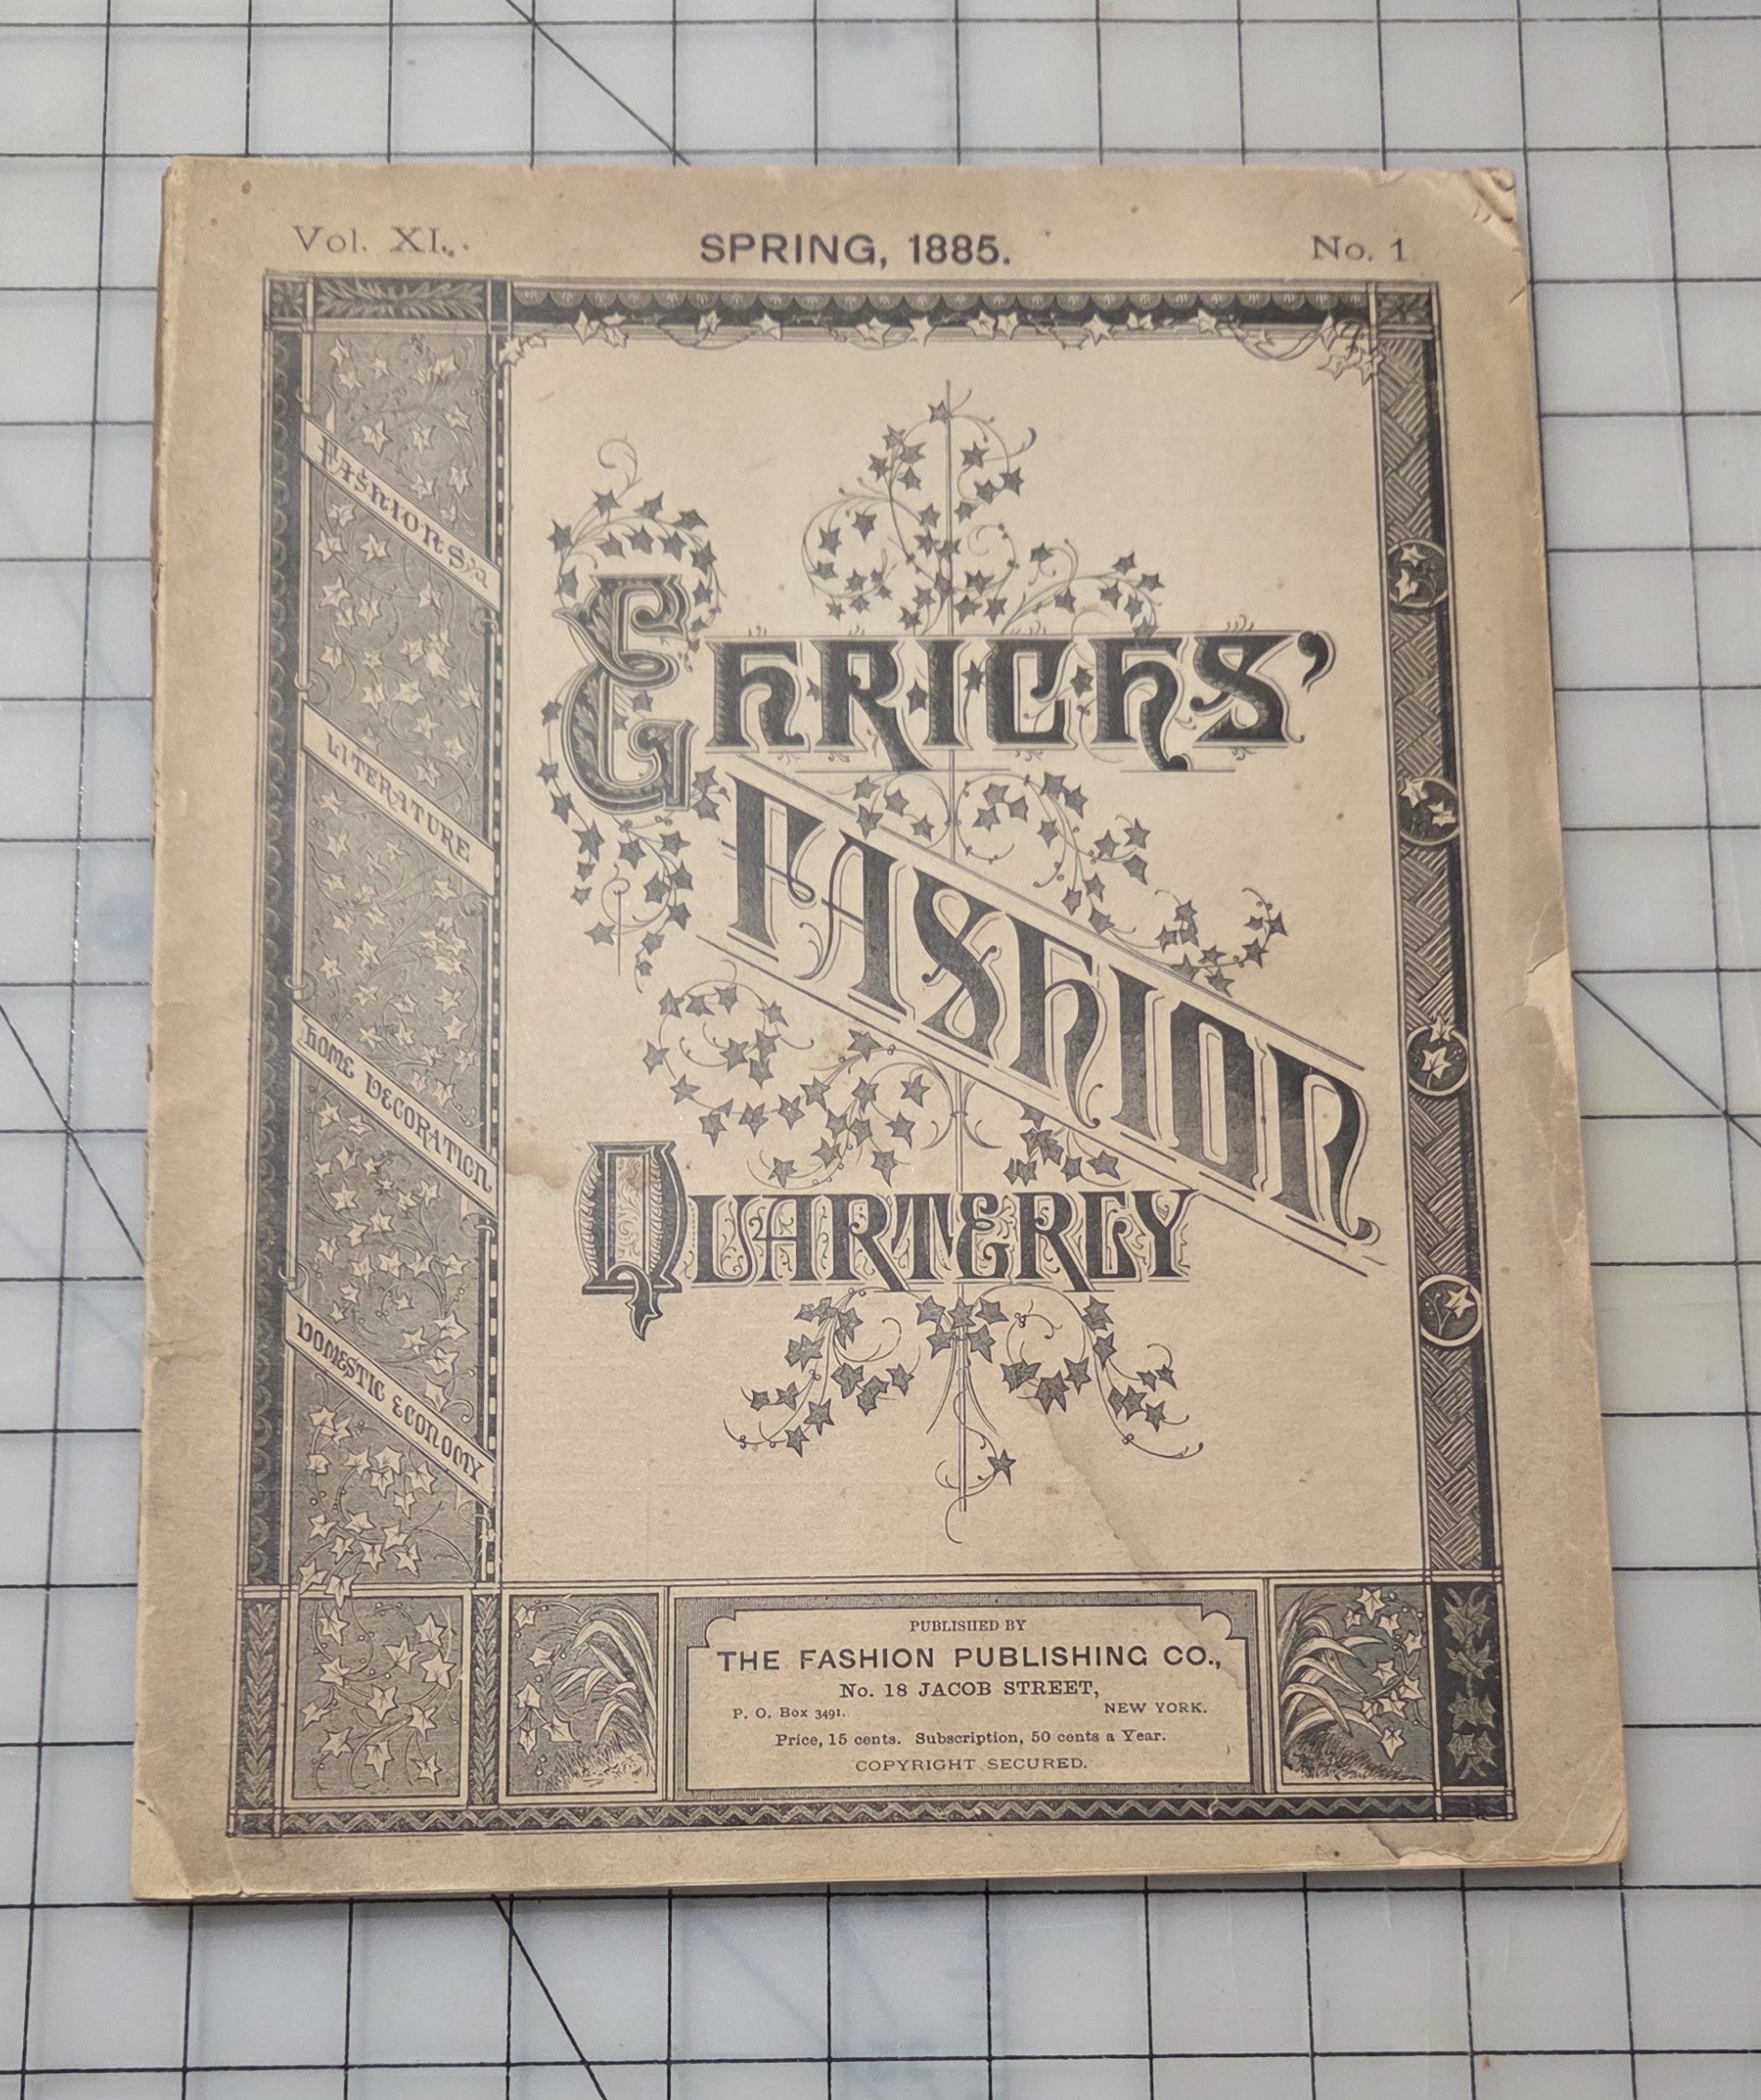 Vol. XI.
SPRING, 1885.
No. 1
FASHIONS
LITERATURE
HOME DECORATION
DOMESTIC ECONOMY
EHRICHS'
FASHION
QUARTERLY
PUBLISHED BY
THE FASHION PUBLISHING CO.,
No. 18 JACOB STREET,
P. O. Box 3491. NEW YORK.
Price, 15 cents. Subscription, 50 cents a Year.
COPYRIGHT SECURED.